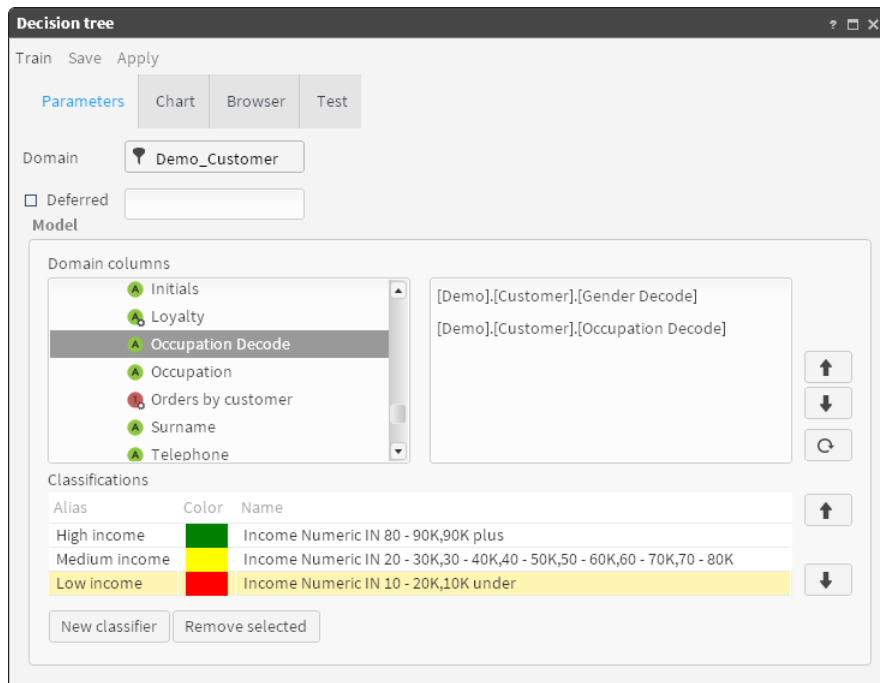 Decision tree ?
Train Save Apply
Parameters Chart Browser Test
Domain Demo_Customer
Deferred
Model
Domain columns
Initials
Loyalty
Occupation Decode
Occupation
Orders by customer
Surname
Telephone
[Demo].[Customer].[Gender Decode]
[Demo].[Customer].[Occupation Decode]
Classifications
Alias Color Name
High income Income Numeric IN 80 - 90K,90K plus
Medium income Income Numeric IN 20 - 30K,30 - 40K,40 - 50K,50 - 60K,60 - 70K,70 - 80K
Low income Income Numeric IN 10 - 20K,10K under
New classifier Remove selected